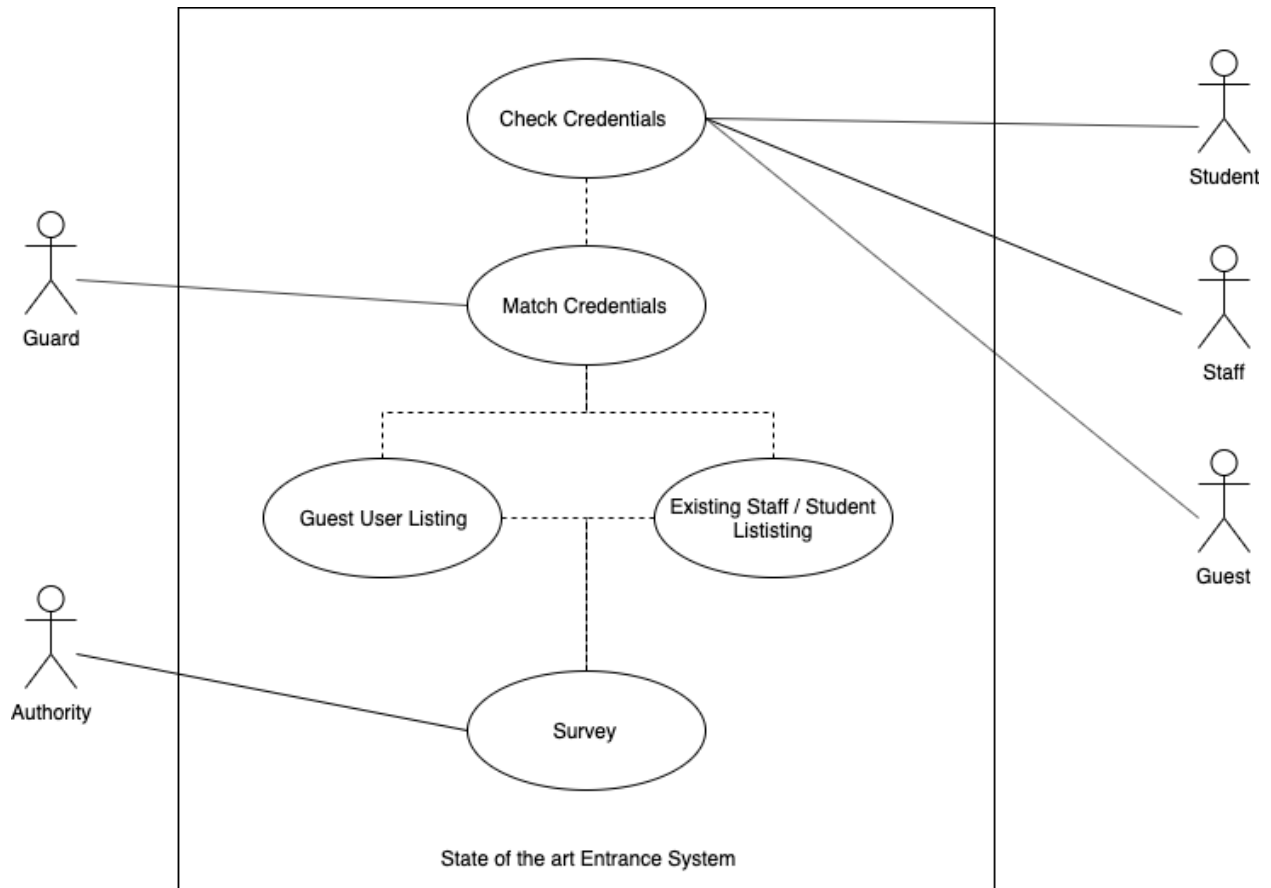 Check Credentials
Student
Match Credentials
Guard
Staff
Guest User Listing
Existing Staff / Student
Lististing
Guest
Authority
Survey
State of the art Entrance System